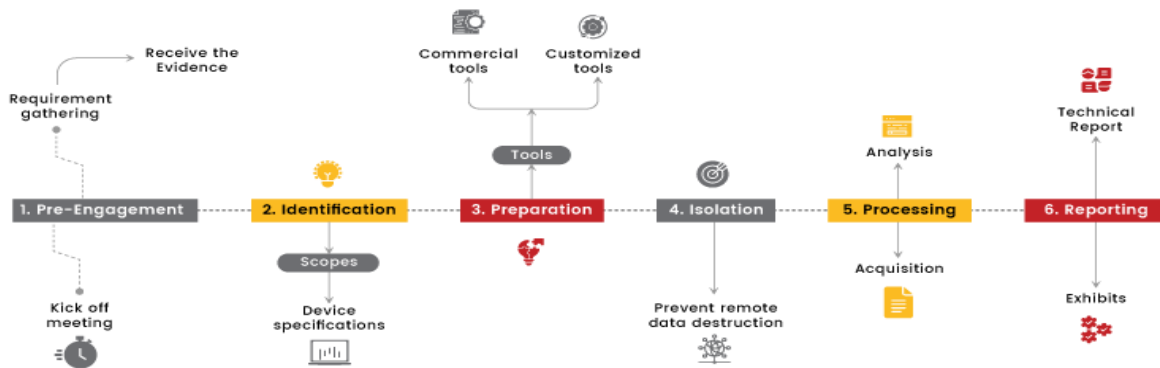 Receive the
Evidence
Requirement
gathering
Commercial
tools
Customized
tools
Technical
Report
Tools
Analysis
1. Pre-Engagement
2. Identification
3. Preparation
4. Isolation
5. Processing
6. Reporting
Scopes
Acquisition
Kick off
meeting
Device
specifications
Prevent remote
data destruction
Exhibits